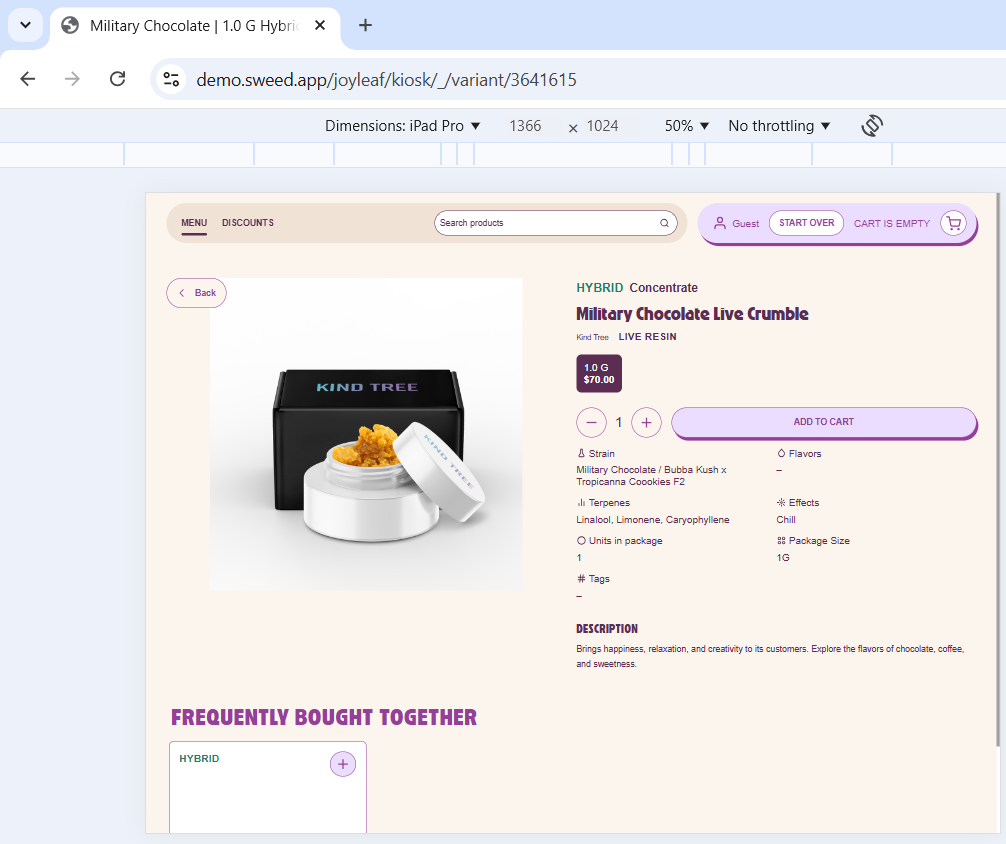 Military Chocolate | 1.0 G Hybri
demo.sweed.app/joyleaf/kiosk/_/variant/3641615
Dimensions: iPad Pro ▼ 1366 × 1024 50% ▼ No throttling ▼
MENU DISCOUNTS Search products Guest START OVER CART IS EMPTY
Back
KIND TREE
KIND TREE
HYBRID Concentrate
Military Chocolate Live Crumble
Kind Tree LIVE RESIN
1.0 G
$70.00
1 ADD TO CART
Strain
Military Chocolate / Bubba Kush x
Tropicanna Coookies F2
Flavors
–
Terpenes
Linalool, Limonene, Caryophyllene
Effects
Chill
Units in package
1
Package Size
1G
Tags
–
DESCRIPTION
Brings happiness, relaxation, and creativity to its customers. Explore the flavors of chocolate, coffee,
and sweetness.
FREQUENTLY BOUGHT TOGETHER
HYBRID